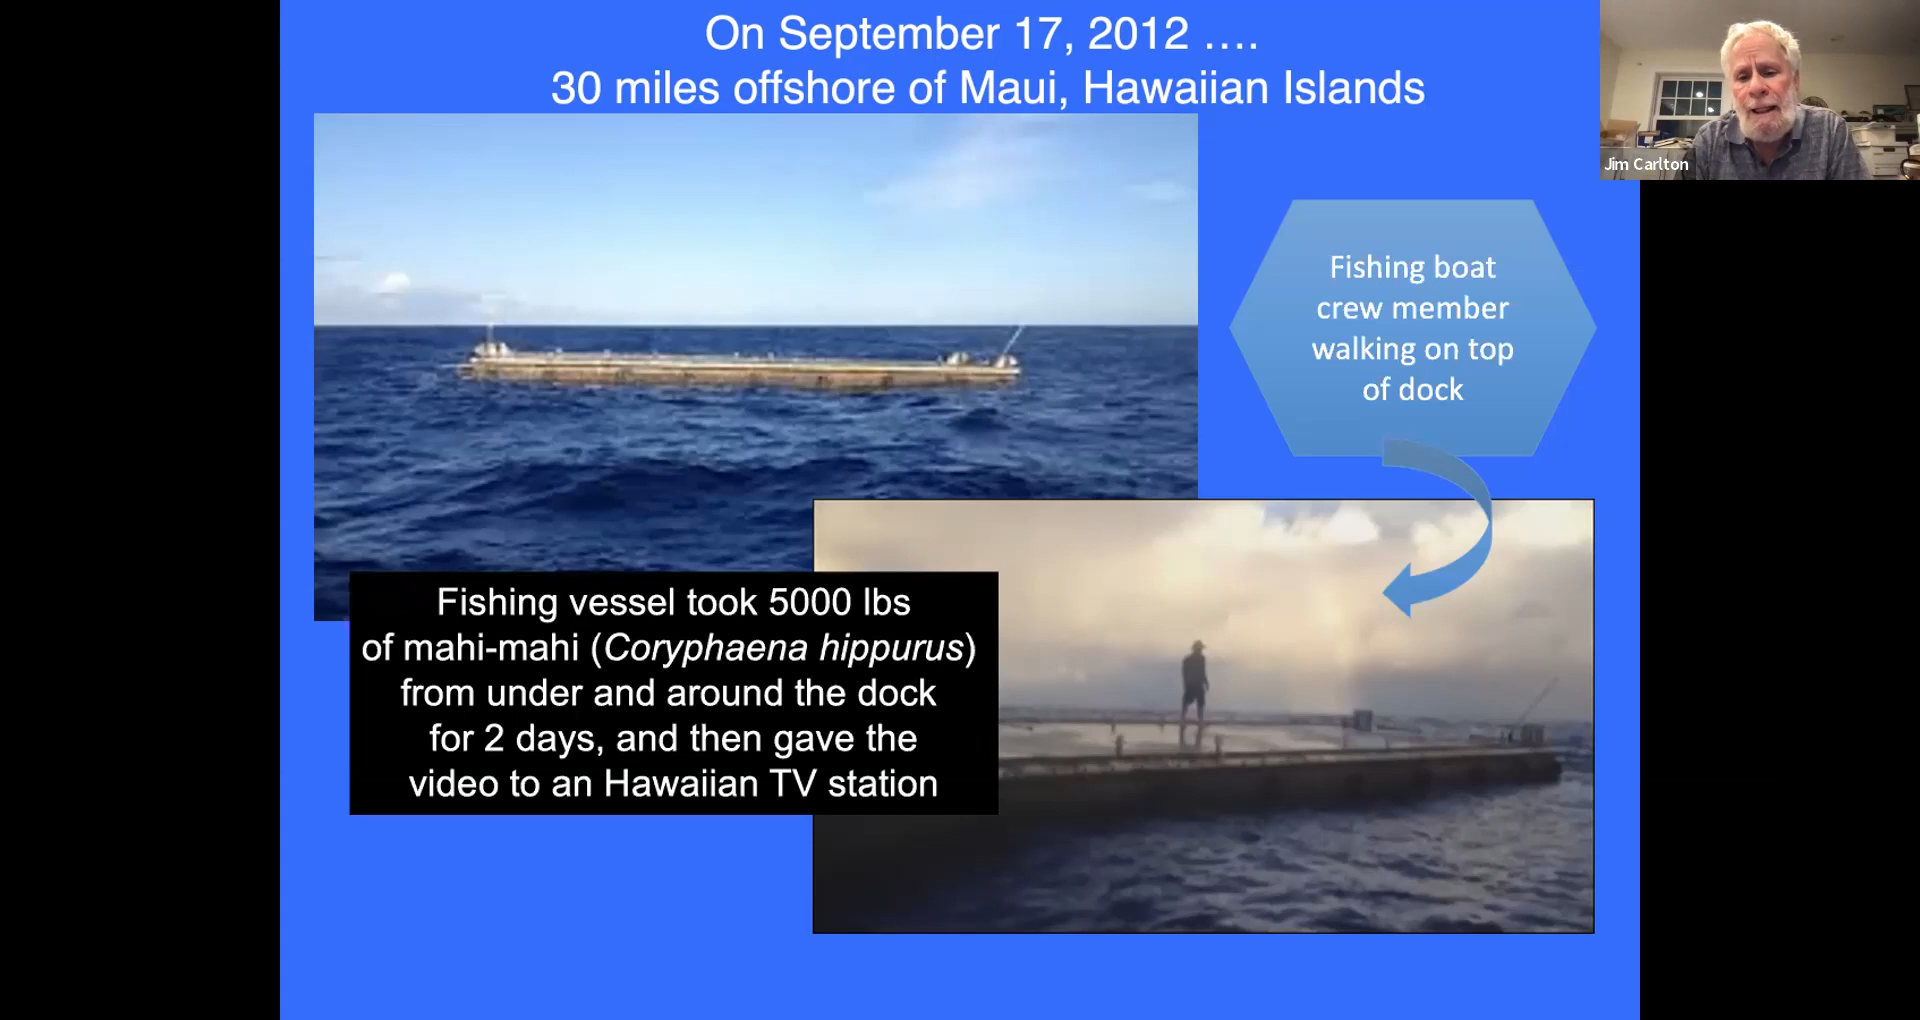 On September 17, 2012 ….
30 miles offshore of Maui, Hawaiian Islands
Jim Carlton
Fishing boat
crew member
walking on top
of dock
Fishing vessel took 5000 lbs
of mahi-mahi (Coryphaena hippurus)
from under and around the dock
for 2 days, and then gave the
video to an Hawaiian TV station